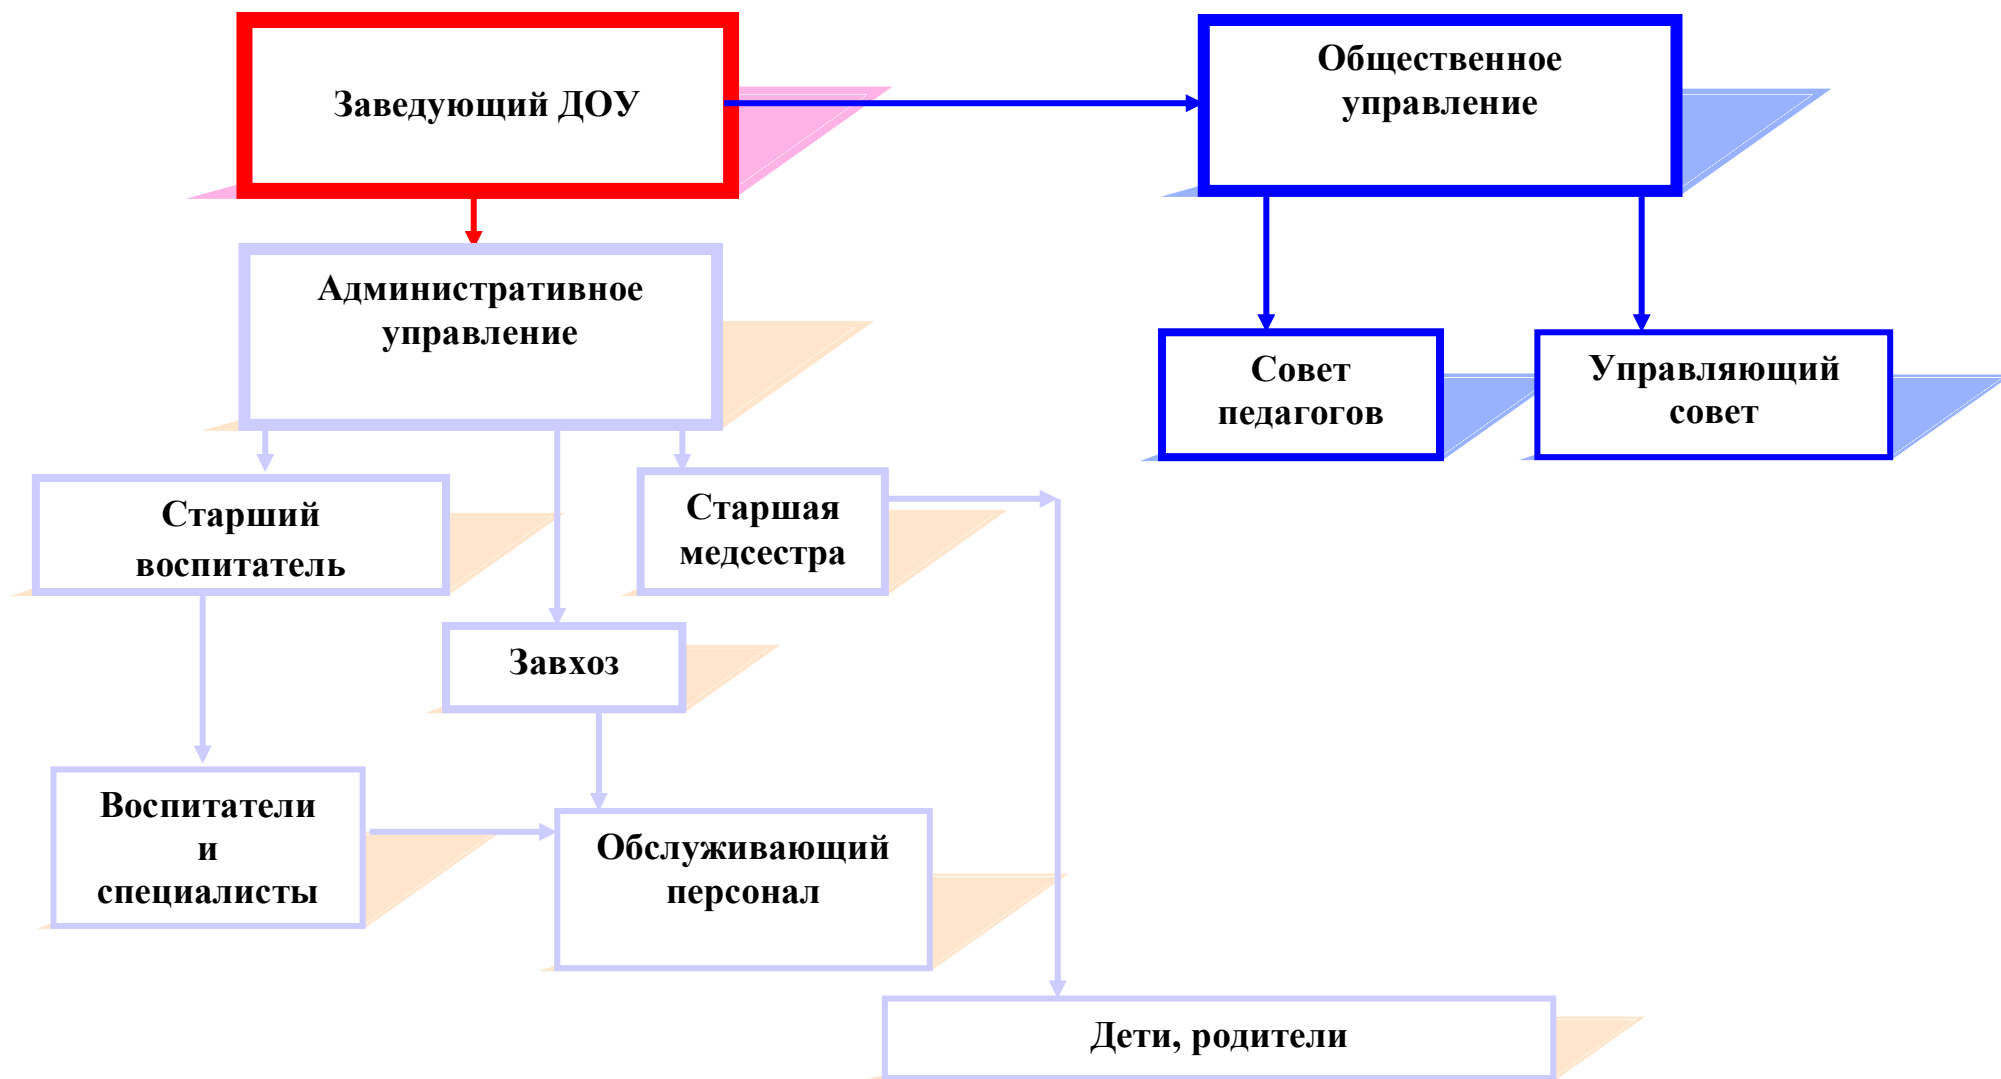 Заведующий ДОУ
Общественное
управление
Административное
управление
Совет
педагогов
Управляющий
совет
Старший
воспитатель
Старшая
медсестра
Завхоз
Воспитатели
и
специалисты
Обслуживающий
персонал
Дети, родители